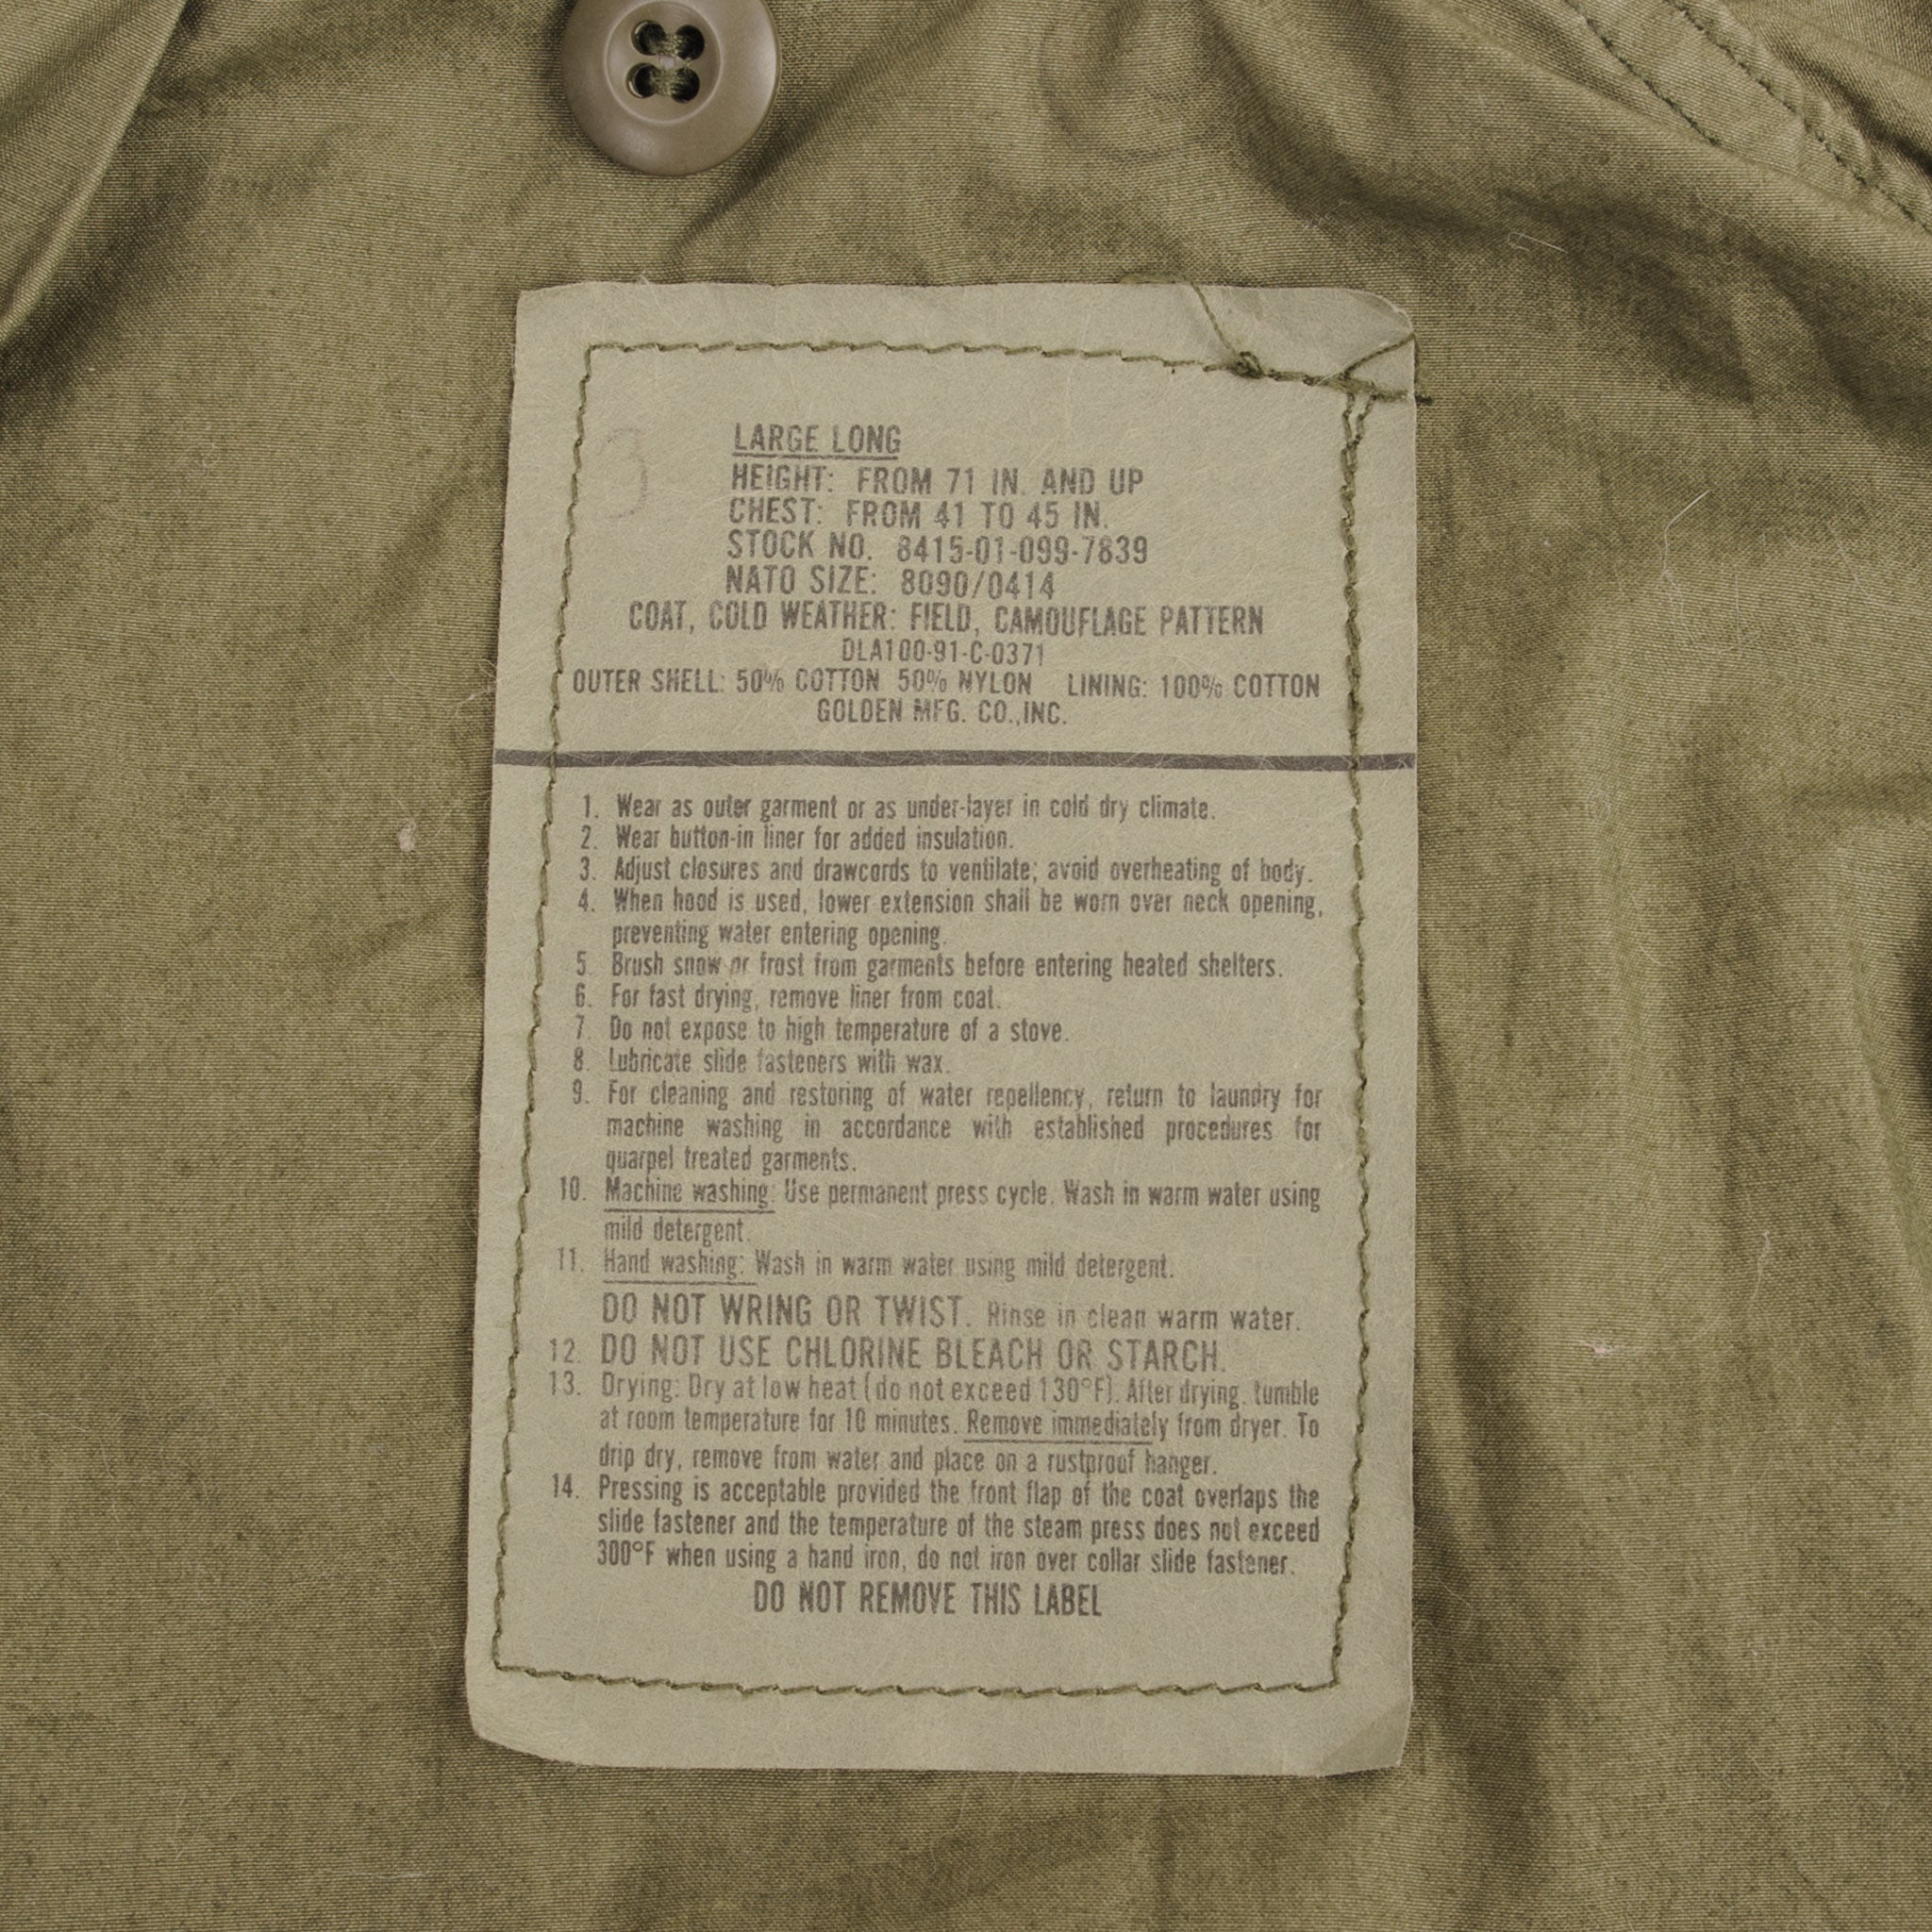 LARGE LONG
HEIGHT: FROM 71 IN. AND UP
CHEST: FROM 41 TO 45 IN.
STOCK NO. 8415-01-099-7839
NATO SIZE: 8090/0414
COAT, COLD WEATHER: FIELD, CAMOUFLAGE PATTERN
DLA100-91-C-0371
OUTER SHELL: 50% COTTON 50% NYLON LINING: 100% COTTON
GOLDEN MFG. CO.,INC.
1. Wear as outer garment or as under-layer in cold dry climate.
2. Wear button-in liner for added insulation.
3. Adjust closures and drawcords to ventilate; avoid overheating of body.
4. When hood is used, lower extension shall be worn over neck opening,
preventing water entering opening.
5. Brush snow or frost from garments before entering heated shelters.
6. For fast drying, remove liner from coat.
7. Do not expose to high temperature of a stove.
8. Lubricate slide fasteners with wax.
9. For cleaning and restoring of water repellency, return to laundry for
machine washing in accordance with established procedures for
quarpel treated garments.
10. Machine washing: Use permanent press cycle. Wash in warm water using
mild detergent.
11. Hand washing: Wash in warm water using mild detergent.
DO NOT WRING OR TWIST. Rinse in clean warm water.
12. DO NOT USE CHLORINE BLEACH OR STARCH.
13. Drying: Dry at low heat (do not exceed 130°F). After drying, tumble
at room temperature for 10 minutes. Remove immediately from dryer. To
drip dry, remove from water and place on a rustproof hanger.
14. Pressing is acceptable provided the front flap of the coat overlaps the
slide fastener and the temperature of the steam press does not exceed
300°F when using a hand iron, do not iron over collar slide fastener.
DO NOT REMOVE THIS LABEL